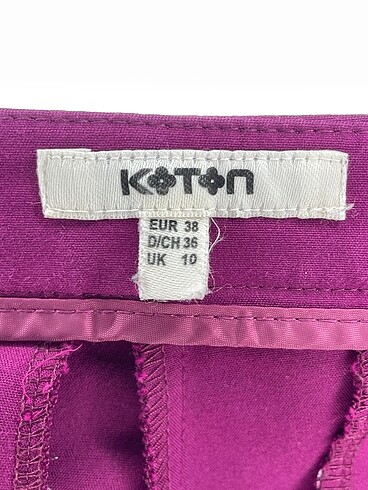 KOTON
EUR 38
D/CH 36
UK 10